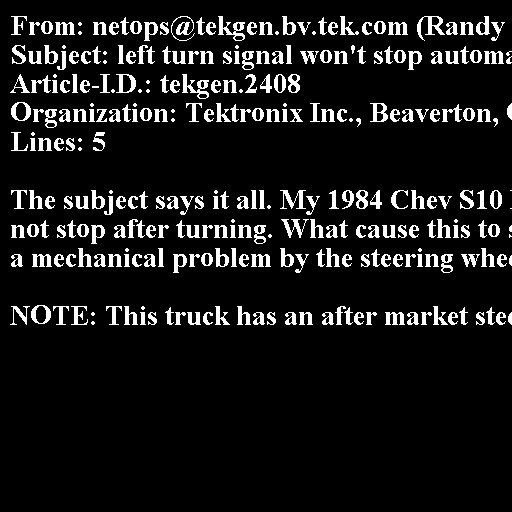 From: netops@tekgen.bv.tek.com (Randy
Subject: left turn signal won't stop automa
Article-I.D.: tekgen.2408
Organization: Tektronix Inc., Beaverton,
Lines: 5
The subject says it all. My 1984 Chev S10
not stop after turning. What cause this to
a mechanical problem by the steering whe
NOTE: This truck has an after market stee